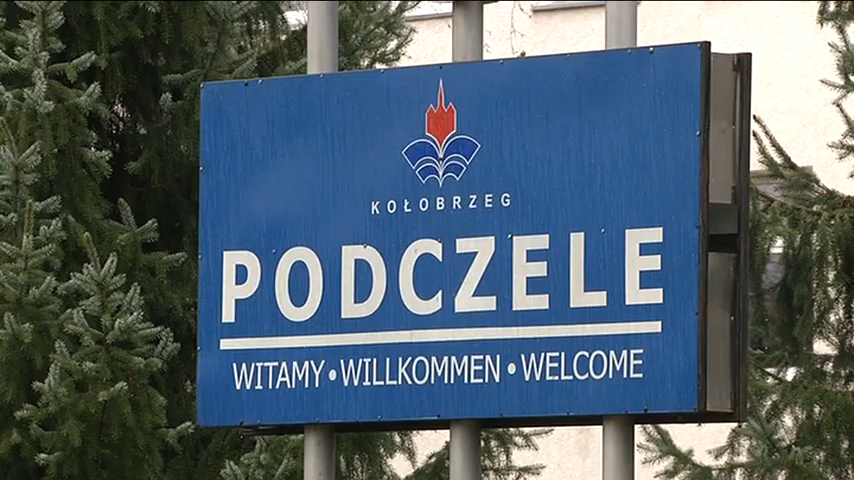 KOŁOBRZEG
PODCZELE
WITAMY • WILLKOMMEN • WELCOME